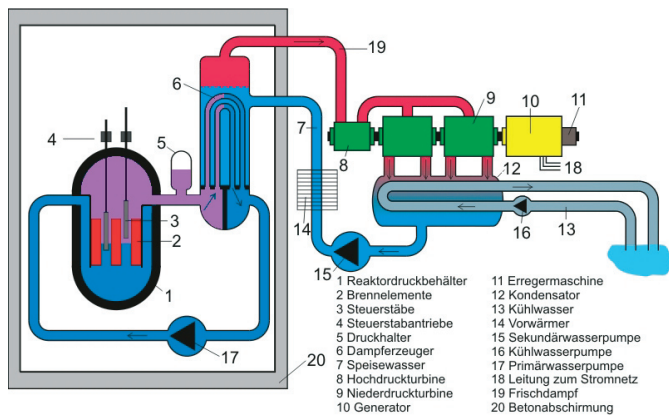 19
6
4
5
7
8
9
10
11
12
18
3
2
14
13
16
1
15
17
20
1 Reaktordruckbehälter
2 Brennelemente
3 Steuerstäbe
4 Steuerstabantriebe
5 Druckhalter
6 Dampferzeuger
7 Speisewasser
8 Hochdruckturbine
9 Niederdruckturbine
10 Generator
11 Erregermaschine
12 Kondensator
13 Kühlwasser
14 Vorwärmer
15 Sekundärwasserpumpe
16 Kühlwasserpumpe
17 Primärwasserpumpe
18 Leitung zum Stromnetz
19 Frischdampf
20 Betonabschirmung